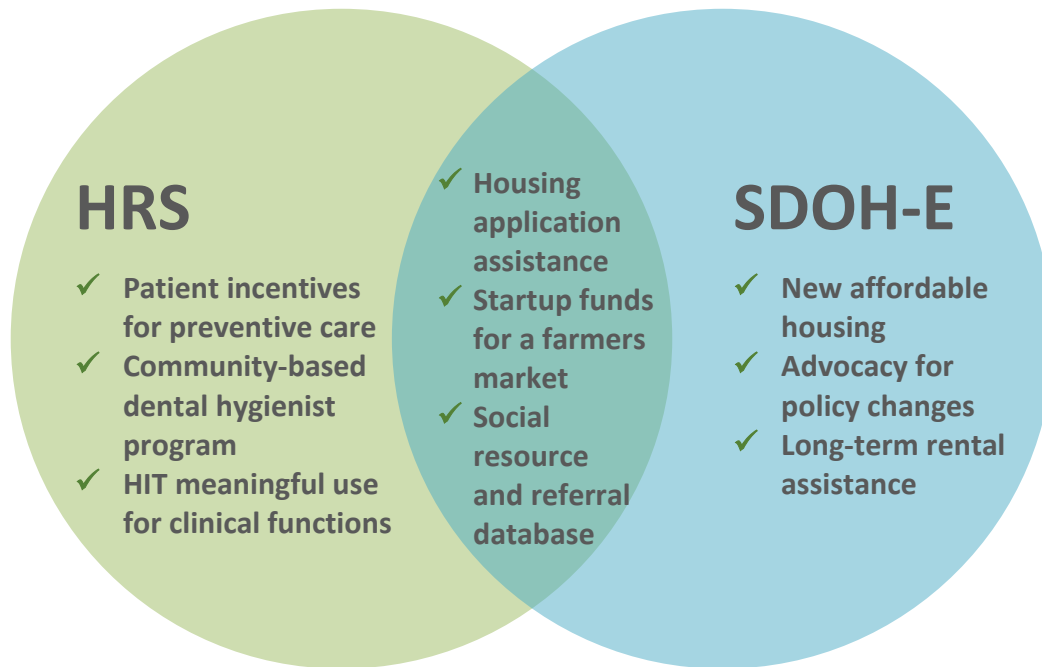 HRS
✓ Patient incentives
for preventive care
✓ Community-based
dental hygienist
program
✓ HIT meaningful use
for clinical functions
✓ Housing
application
assistance
✓ Startup funds
for a farmers
market
✓ Social
resource
and referral
database
SDOH-E
✓ New affordable
housing
✓ Advocacy for
policy changes
✓ Long-term rental
assistance